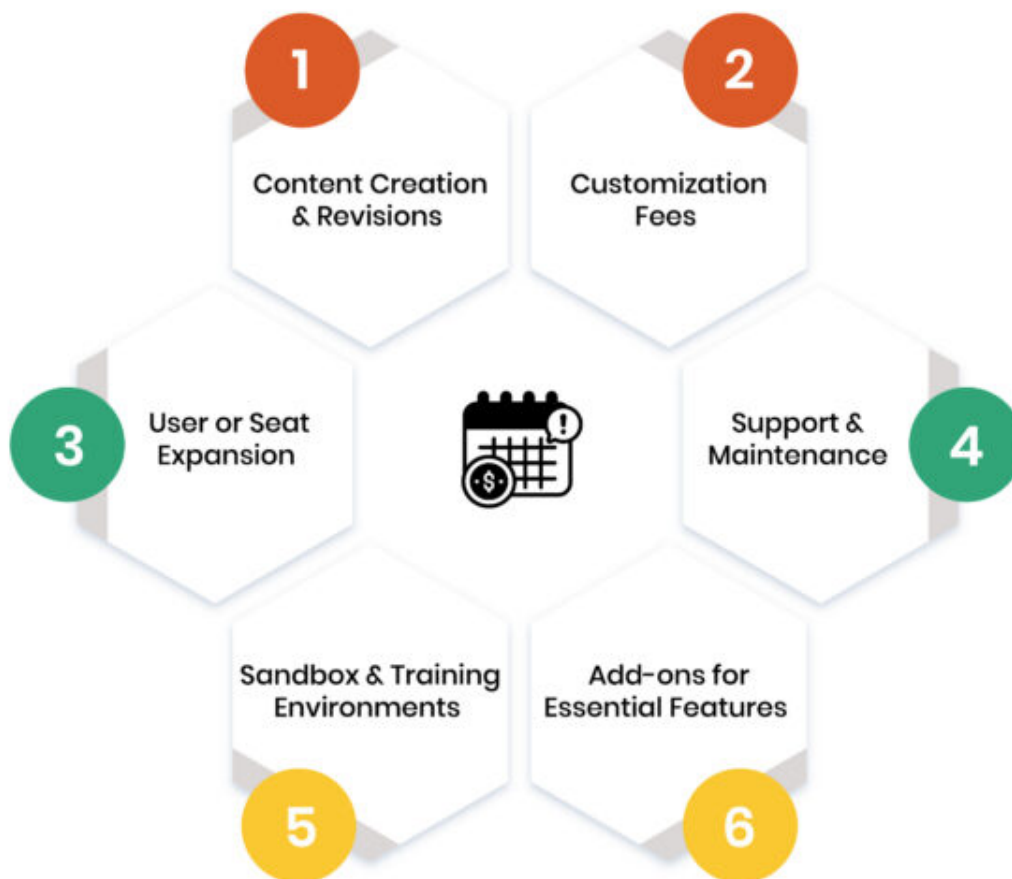 1
Content Creation
& Revisions
2
Customization
Fees
3
User or Seat
Expansion
!
$
4
Support &
Maintenance
5
Sandbox & Training
Environments
6
Add-ons for
Essential Features